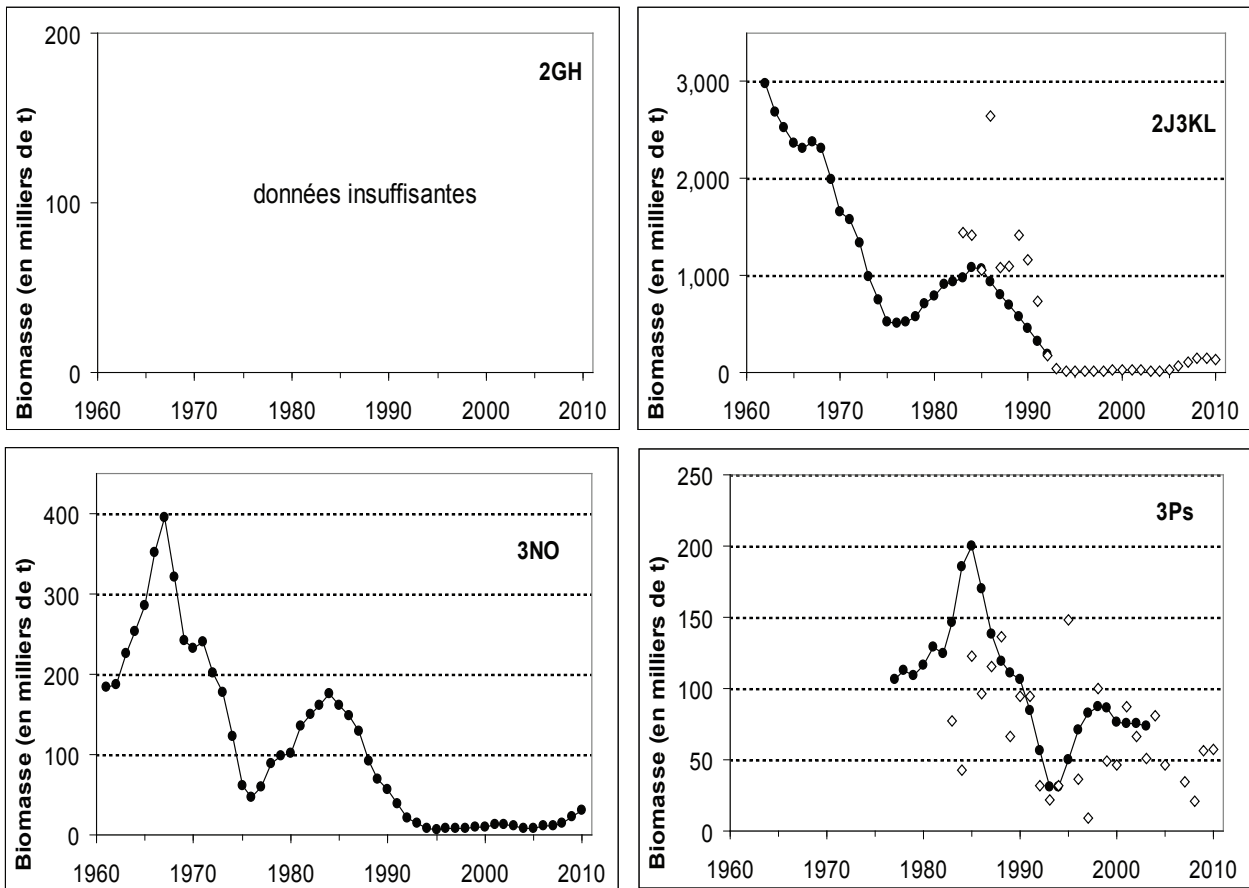 Biomasse (en milliers de t)
200
100
0
2GH
données insuffisantes
1960 1970 1980 1990 2000 2010
Biomasse (en milliers de t)
3,000
2,000
1,000
0
2J3KL
1960 1970 1980 1990 2000 2010
Biomasse (en milliers de t)
400
300
200
100
0
3NO
1960 1970 1980 1990 2000 2010
Biomasse (en milliers de t)
250
200
150
100
50
0
3Ps
1960 1970 1980 1990 2000 2010